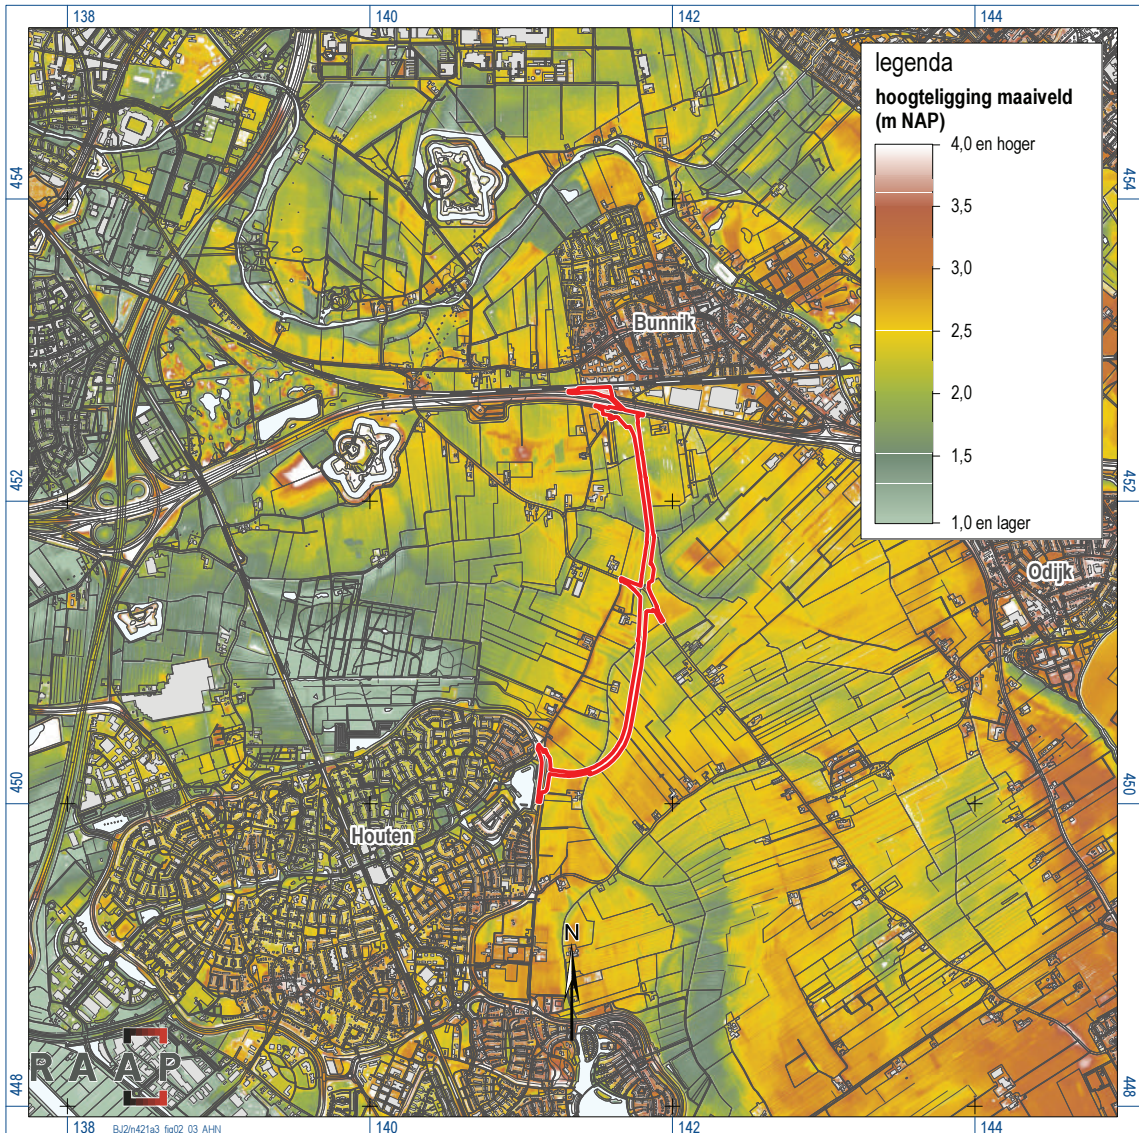 138
140
142
144
legenda
hoogteligging maaiveld
(m NAP)
4,0 en hoger
3,5
3,0
2,5
2,0
1,5
1,0 en lager
454
454
Bunnik
452
452
Odijk
450
450
Houten
N
RAAP
448
448
138
140
142
144
BJ2/n421a3_fig02_03_AHN